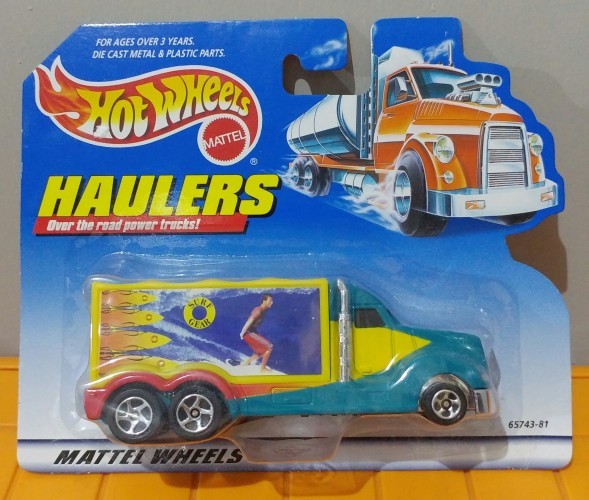 FOR AGES OVER 3 YEARS.
DIE CAST METAL & PLASTIC PARTS.
HOT WHEELS
MATTEL
®
HAULERS
Over the road power trucks!
SURF
GEAR
65743-81
MATTEL WHEELS